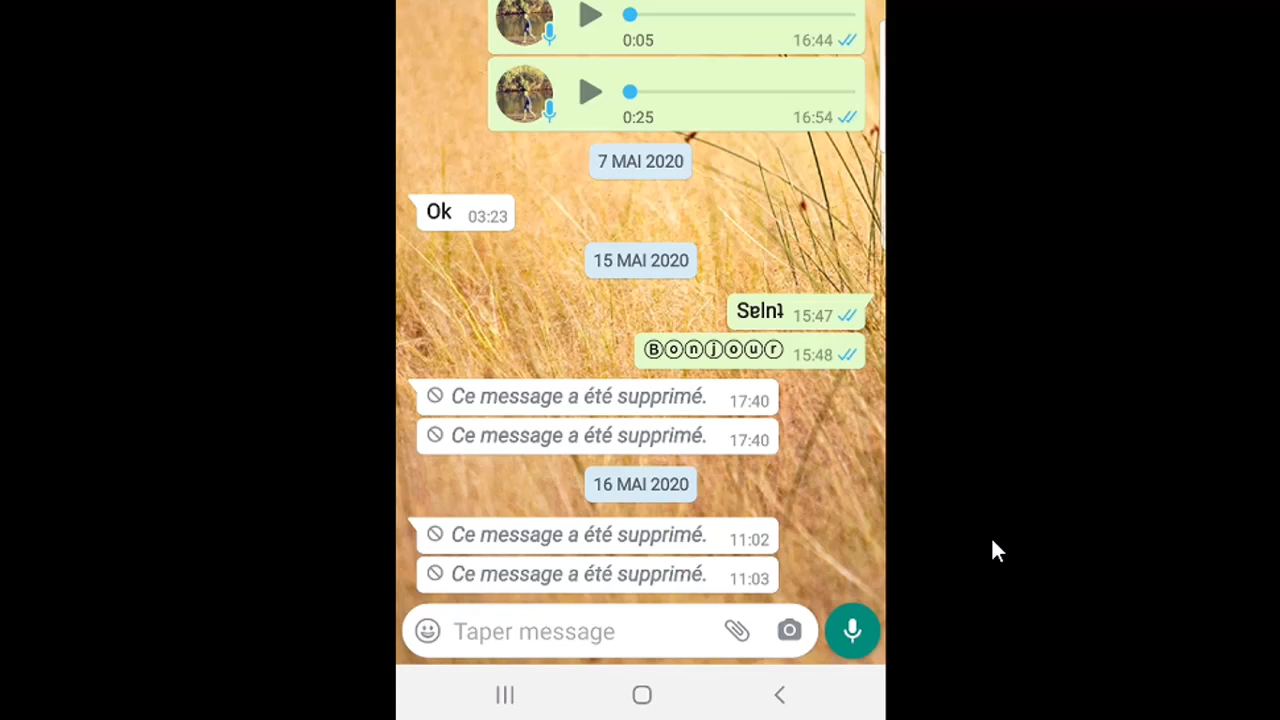 0:05 16:44
0:25 16:54
7 MAI 2020
Ok 03:23
15 MAI 2020
Sɐlnʇ 15:47
Ⓑⓞⓝⓙⓞⓤⓡ 15:48
Ce message a été supprimé. 17:40
Ce message a été supprimé. 17:40
16 MAI 2020
Ce message a été supprimé. 11:02
Ce message a été supprimé. 11:03
Taper message